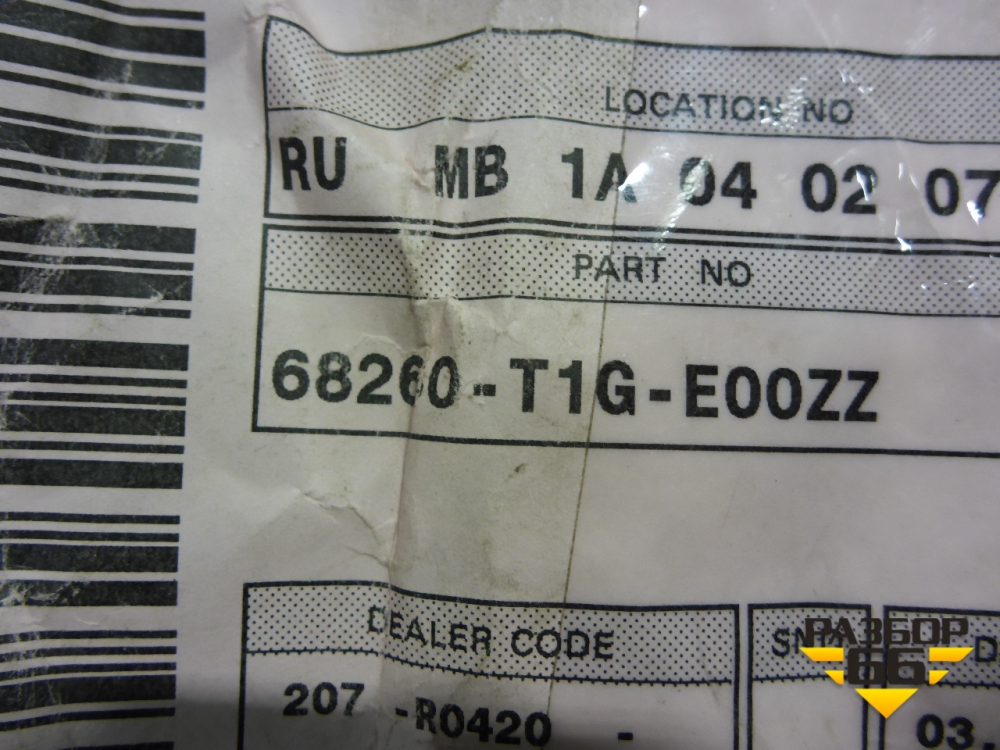 LOCATION NO
RU MB 1A 04 02 07
PART NO
68260-T1G-E00ZZ
DEALER CODE
207 -R0420 -
03.
РАЗБОР
66